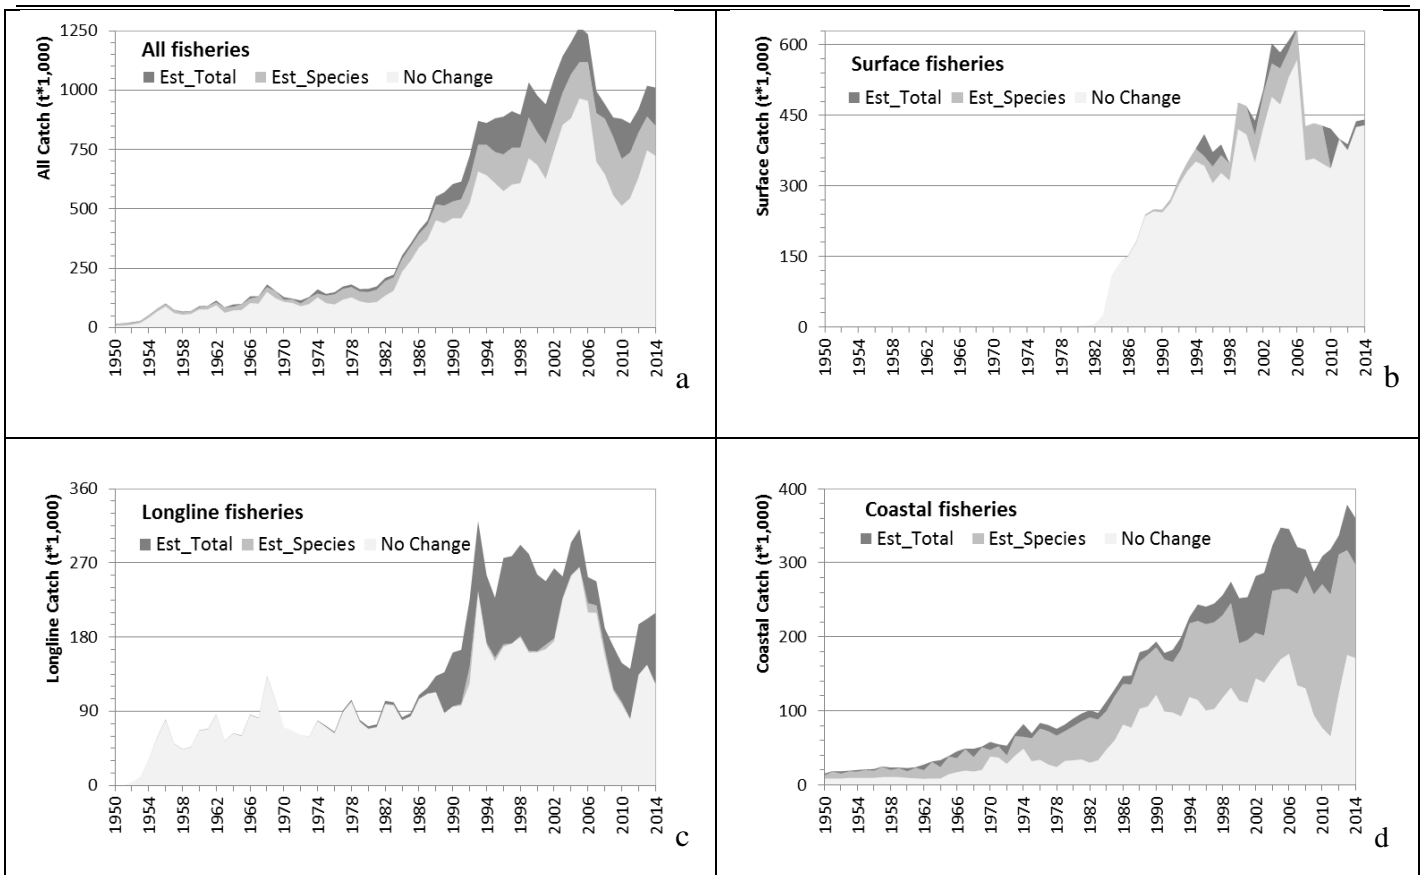 All fisheries
Est_Total Est_Species No Change
All Catch (t*1,000)
1250
1000
750
500
250
0
1950 1954 1958 1962 1966 1970 1974 1978 1982 1986 1990 1994 1998 2002 2006 2010 2014
a
Surface fisheries
Est_Total Est_Species No Change
Surface Catch (t*1,000)
600
450
300
150
0
1950 1954 1958 1962 1966 1970 1974 1978 1982 1986 1990 1994 1998 2002 2006 2010 2014
b
Longline fisheries
Est_Total Est_Species No Change
Longline Catch (t*1,000)
360
270
180
90
0
1950 1954 1958 1962 1966 1970 1974 1978 1982 1986 1990 1994 1998 2002 2006 2010 2014
c
Coastal fisheries
Est_Total Est_Species No Change
Coastal Catch (t*1,000)
400
300
200
100
0
1950 1954 1958 1962 1966 1970 1974 1978 1982 1986 1990 1994 1998 2002 2006 2010 2014
d